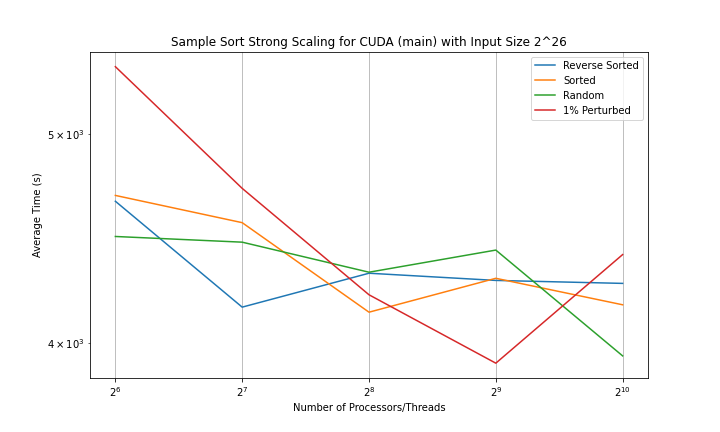 Sample Sort Strong Scaling for CUDA (main) with Input Size 2^26
Reverse Sorted
Sorted
Random
1% Perturbed
Average Time (s)
5 × 10³
4 × 10³
2⁶
2⁷
2⁸
2⁹
2¹⁰
Number of Processors/Threads